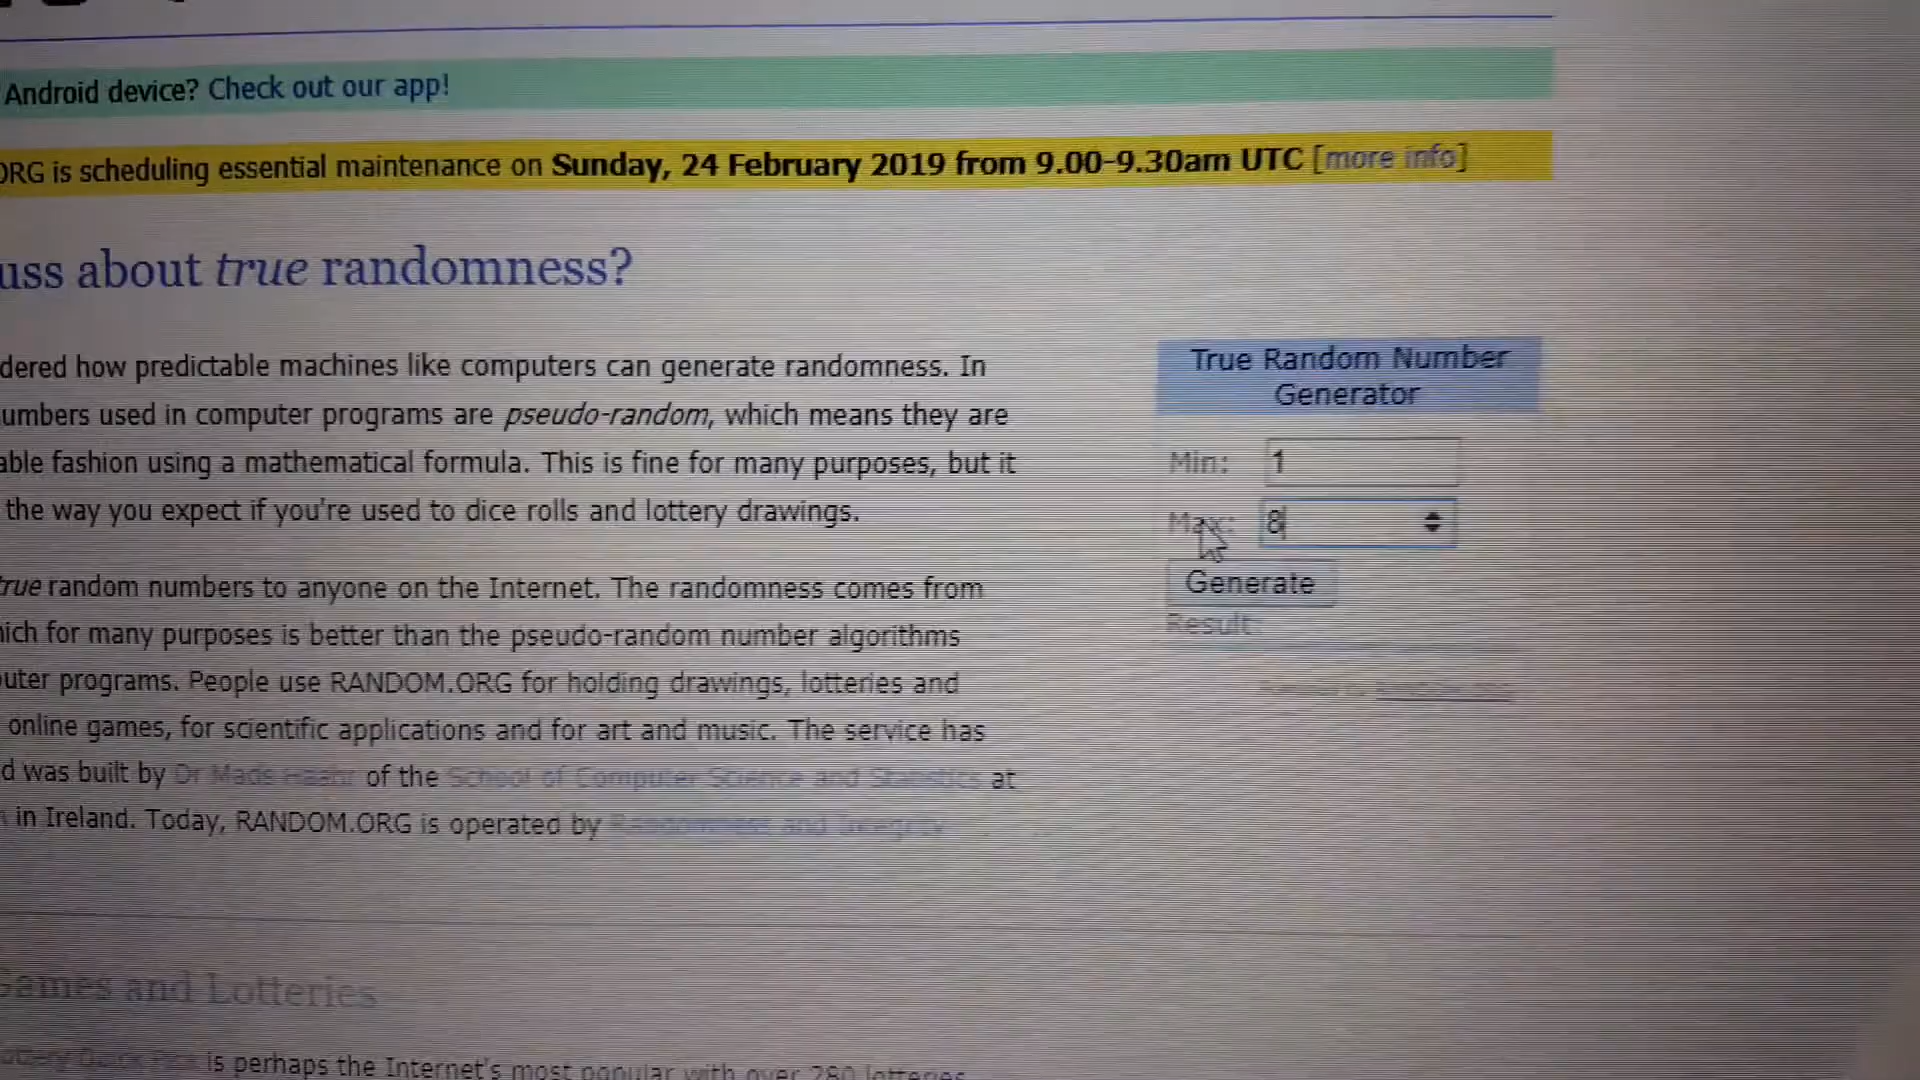 Android device? Check out our app!
ORG is scheduling essential maintenance on Sunday, 24 February 2019 from 9.00-9.30am UTC [more info]
uss about true randomness?
dered how predictable machines like computers can generate randomness. In
umbers used in computer programs are pseudo-random, which means they are
able fashion using a mathematical formula. This is fine for many purposes, but it
the way you expect if you're used to dice rolls and lottery drawings.
True Random Number
Generator
Min: 1
Max: 8
Generate
Result:
true random numbers to anyone on the Internet. The randomness comes from
hich for many purposes is better than the pseudo-random number algorithms
puter programs. People use RANDOM.ORG for holding drawings, lotteries and
online games, for scientific applications and for art and music. The service has
d was built by Dr Mads Haahr of the School of Computer Science and Statistics at
in Ireland. Today, RANDOM.ORG is operated by Randomness and Integrity
Games and Lotteries
is perhaps the Internet's most popular with over 280 lotteries